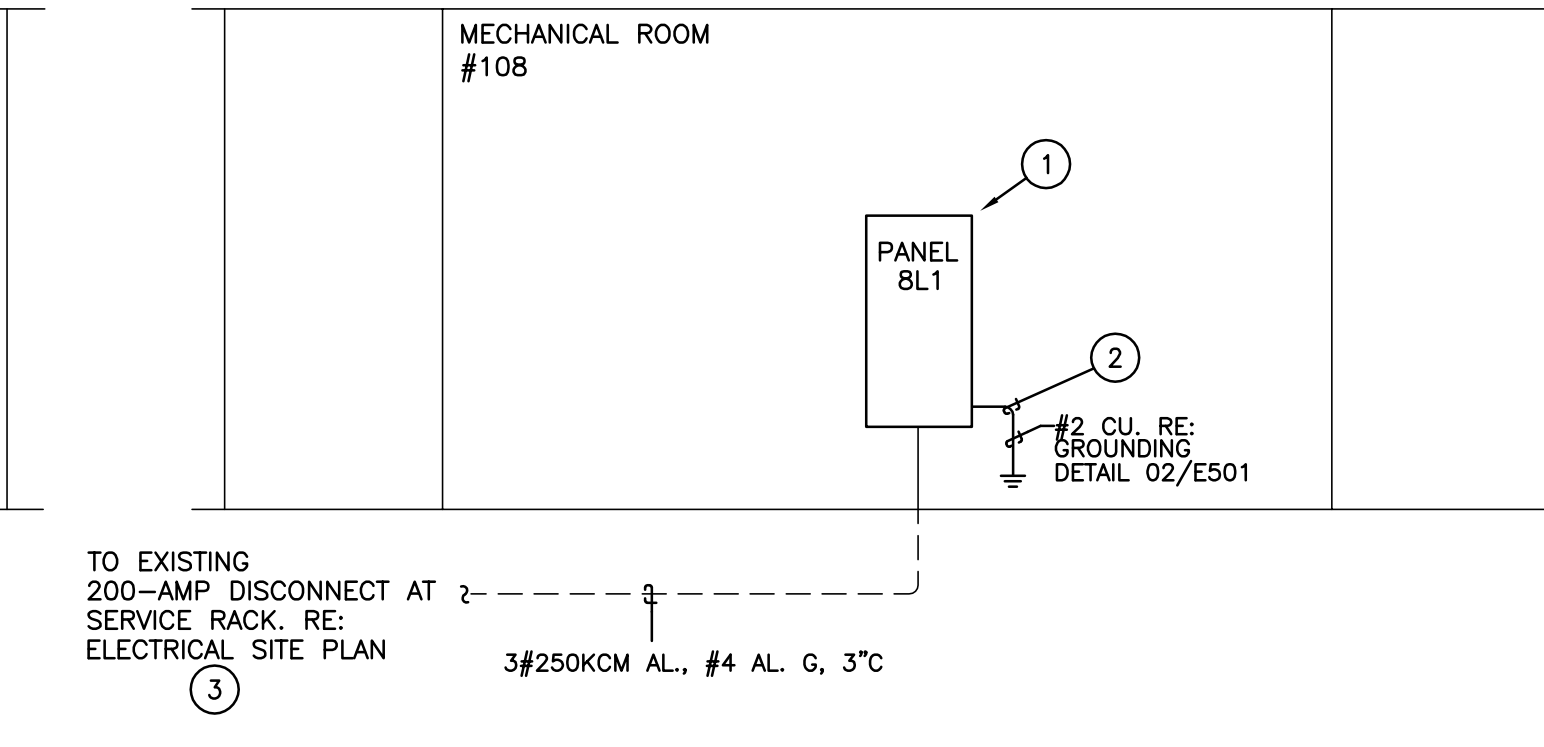 MECHANICAL ROOM
#108
1
PANEL
8L1
2
#2 CU. RE:
GROUNDING
DETAIL 02/E501
TO EXISTING
200-AMP DISCONNECT AT
SERVICE RACK. RE:
ELECTRICAL SITE PLAN
3
3#250KCM AL., #4 AL. G, 3"C